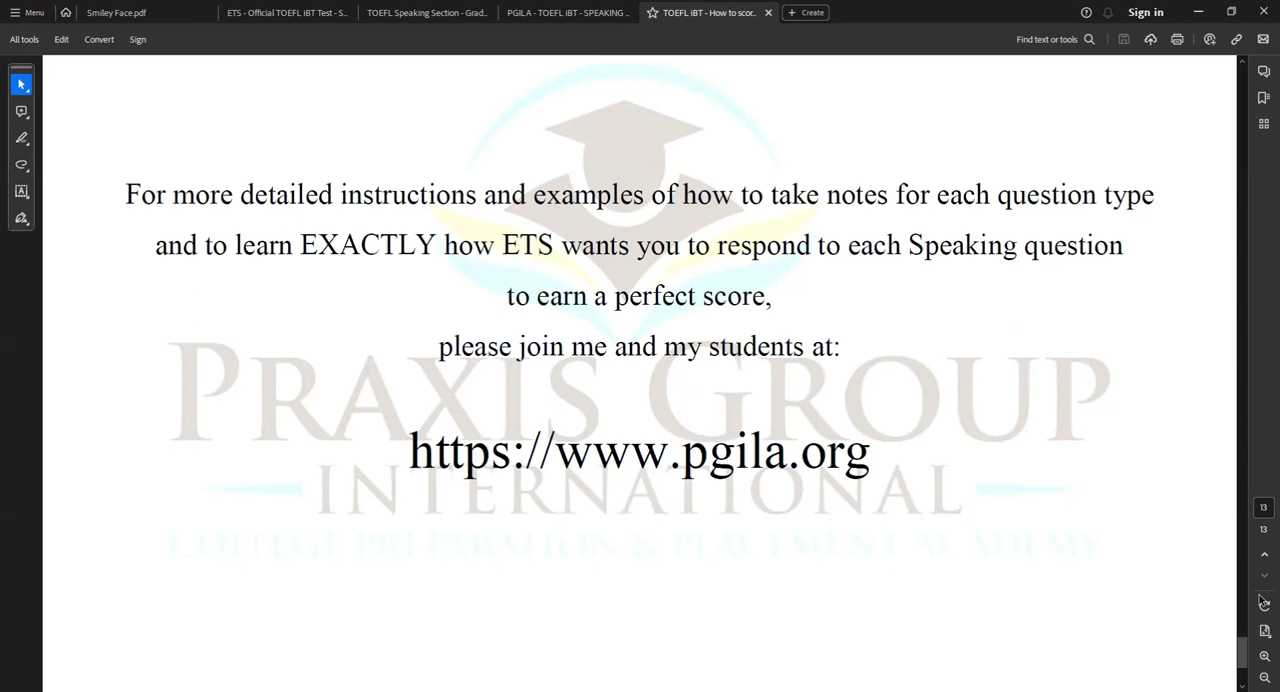 Menu
Smiley Face.pdf
ETS - Official TOEFL iBT Test - S...
TOEFL Speaking Section - Grad...
PGILA - TOEFL iBT - SPEAKING ...
TOEFL iBT - How to scor...
Create
Sign in
All tools
Edit
Convert
Sign
Find text or tools
For more detailed instructions and examples of how to take notes for each question type
and to learn EXACTLY how ETS wants you to respond to each Speaking question
to earn a perfect score,
please join me and my students at:
PRAXIS GROUP
https://www.pgila.org
INTERNATIONAL
COLLEGE PREPARATION & PLACEMENT ACADEMY
13
13